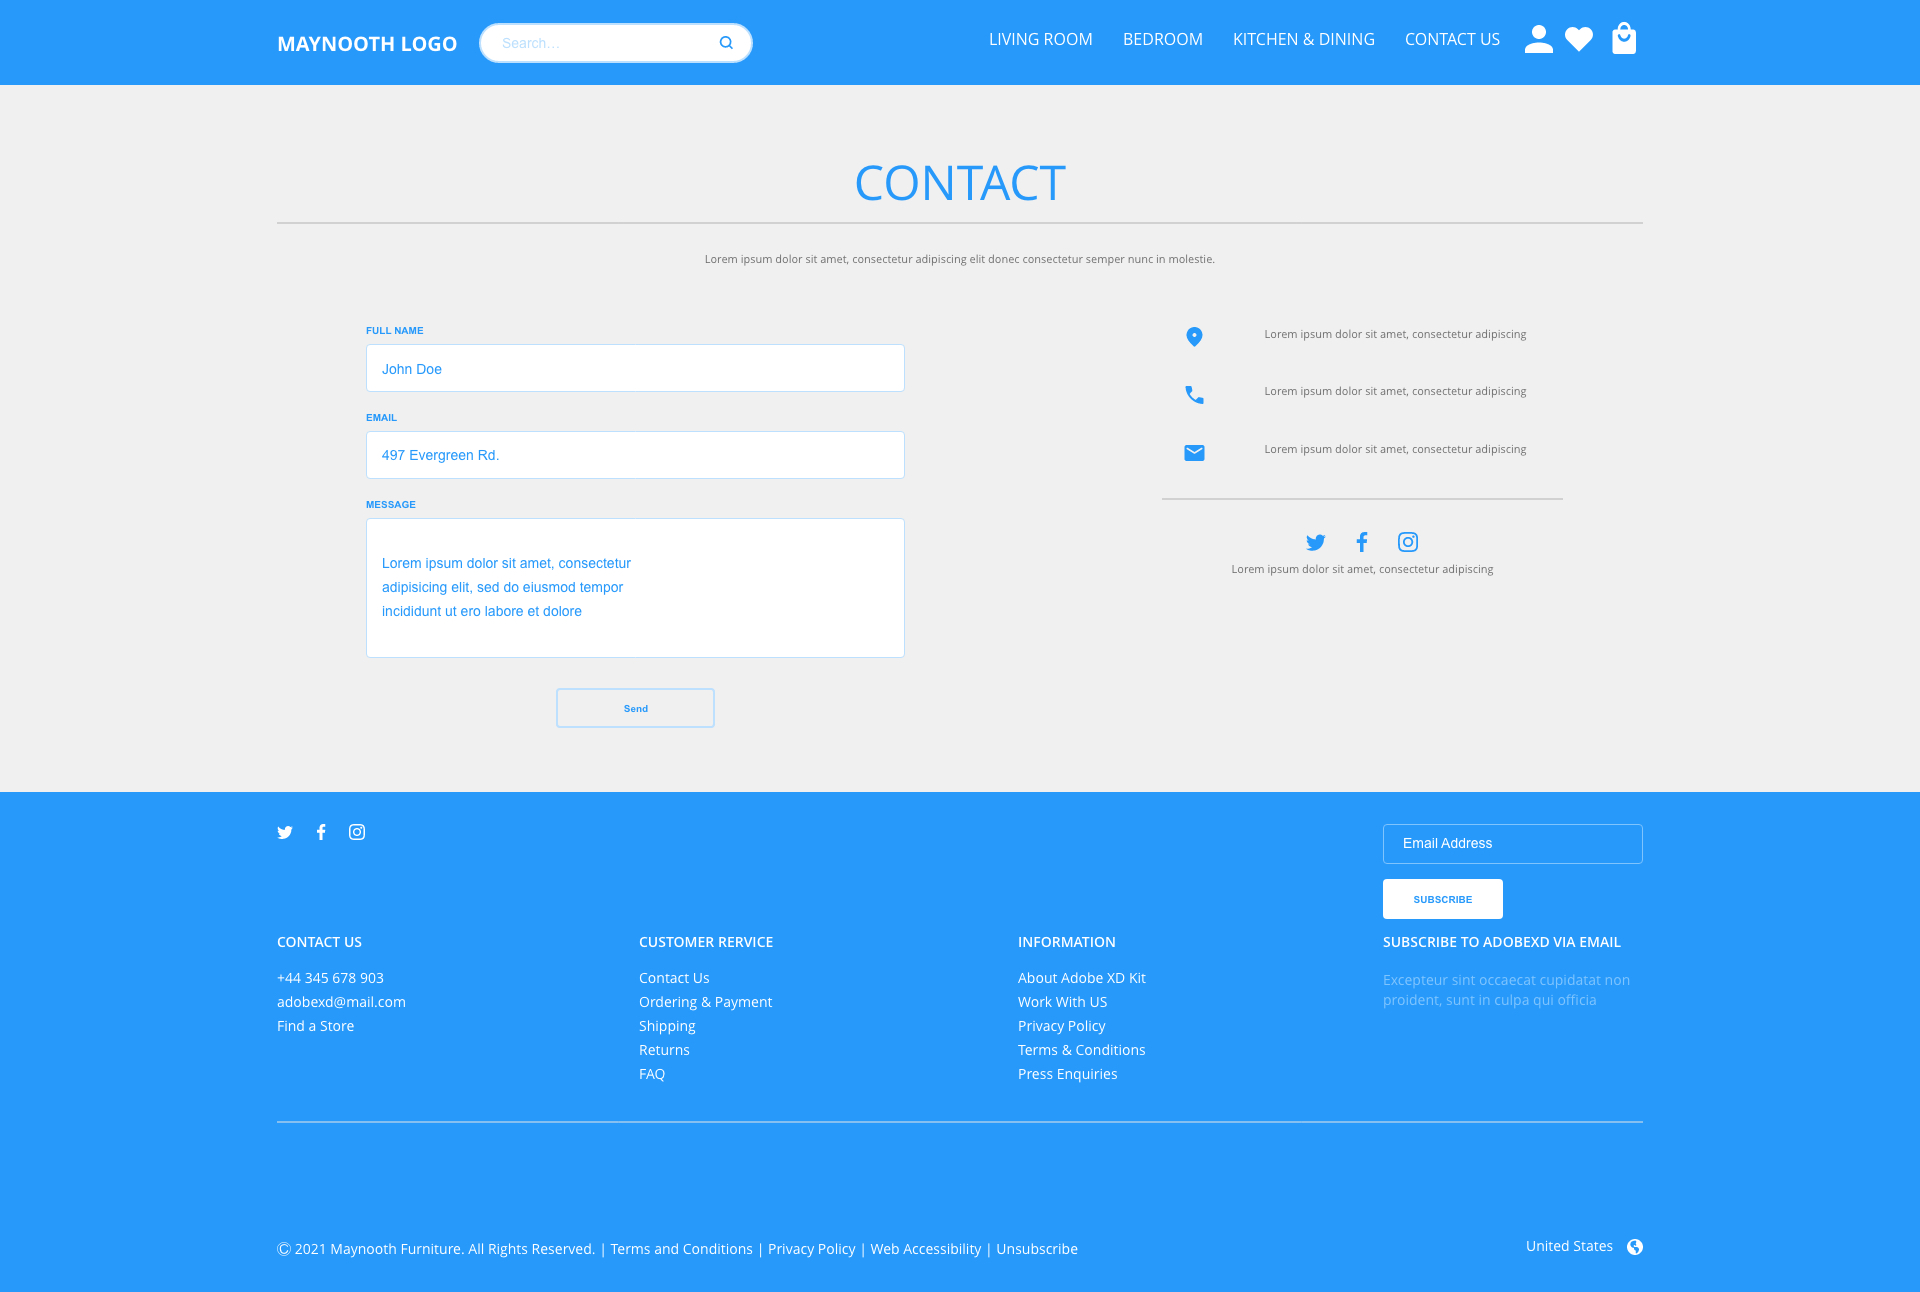 MAYNOOTH LOGO
Search...
LIVING ROOM
BEDROOM
KITCHEN & DINING
CONTACT US
CONTACT
Lorem ipsum dolor sit amet, consectetur adipiscing elit donec consectetur semper nunc in molestie.
FULL NAME
John Doe
EMAIL
497 Evergreen Rd.
MESSAGE
Lorem ipsum dolor sit amet, consectetur
adipisicing elit, sed do eiusmod tempor
incididunt ut ero labore et dolore
Send
Lorem ipsum dolor sit amet, consectetur adipiscing
Lorem ipsum dolor sit amet, consectetur adipiscing
Lorem ipsum dolor sit amet, consectetur adipiscing
Lorem ipsum dolor sit amet, consectetur adipiscing
Email Address
SUBSCRIBE
CONTACT US
+44 345 678 903
adobexd@mail.com
Find a Store
CUSTOMER RERVICE
Contact Us
Ordering & Payment
Shipping
Returns
FAQ
INFORMATION
About Adobe XD Kit
Work With US
Privacy Policy
Terms & Conditions
Press Enquiries
SUBSCRIBE TO ADOBEXD VIA EMAIL
Excepteur sint occaecat cupidatat non
proident, sunt in culpa qui officia
© 2021 Maynooth Furniture. All Rights Reserved. | Terms and Conditions | Privacy Policy | Web Accessibility | Unsubscribe
United States